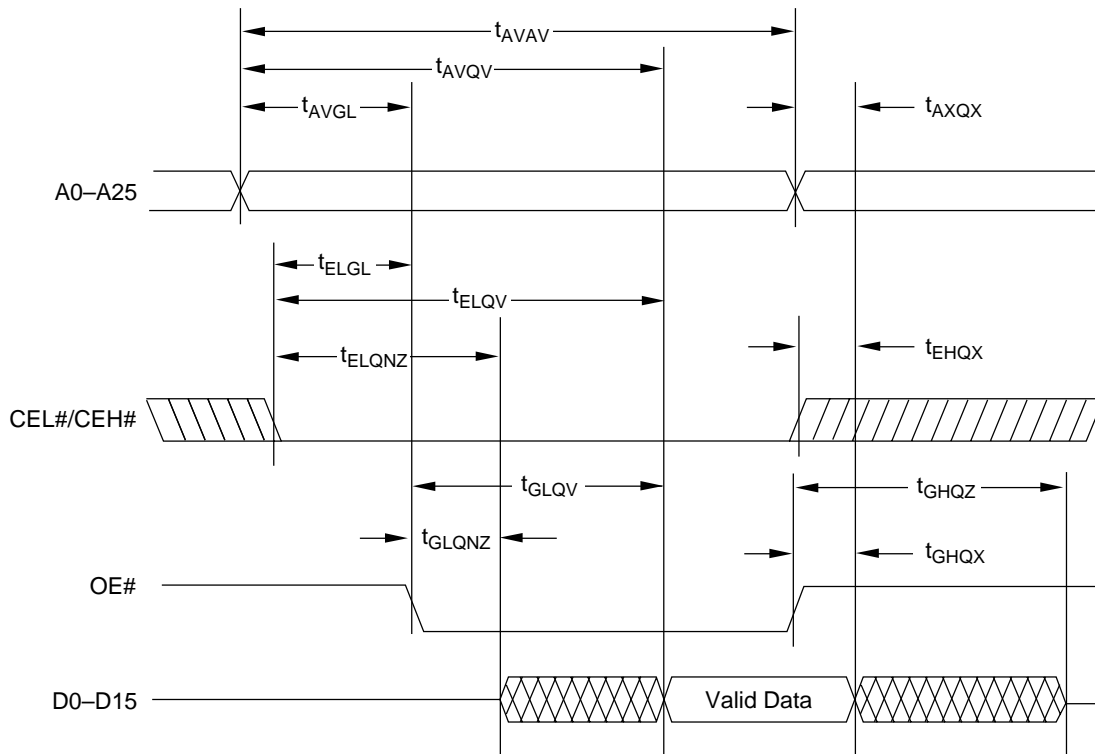 tAVAV
tAVQV
tAVGL
tAXQX
A0–A25
tELGL
tELQV
tELQNZ
tEHQX
CEL#/CEH#
tGLQV
tGHQZ
tGLQNZ
tGHQX
OE#
D0–D15
Valid Data